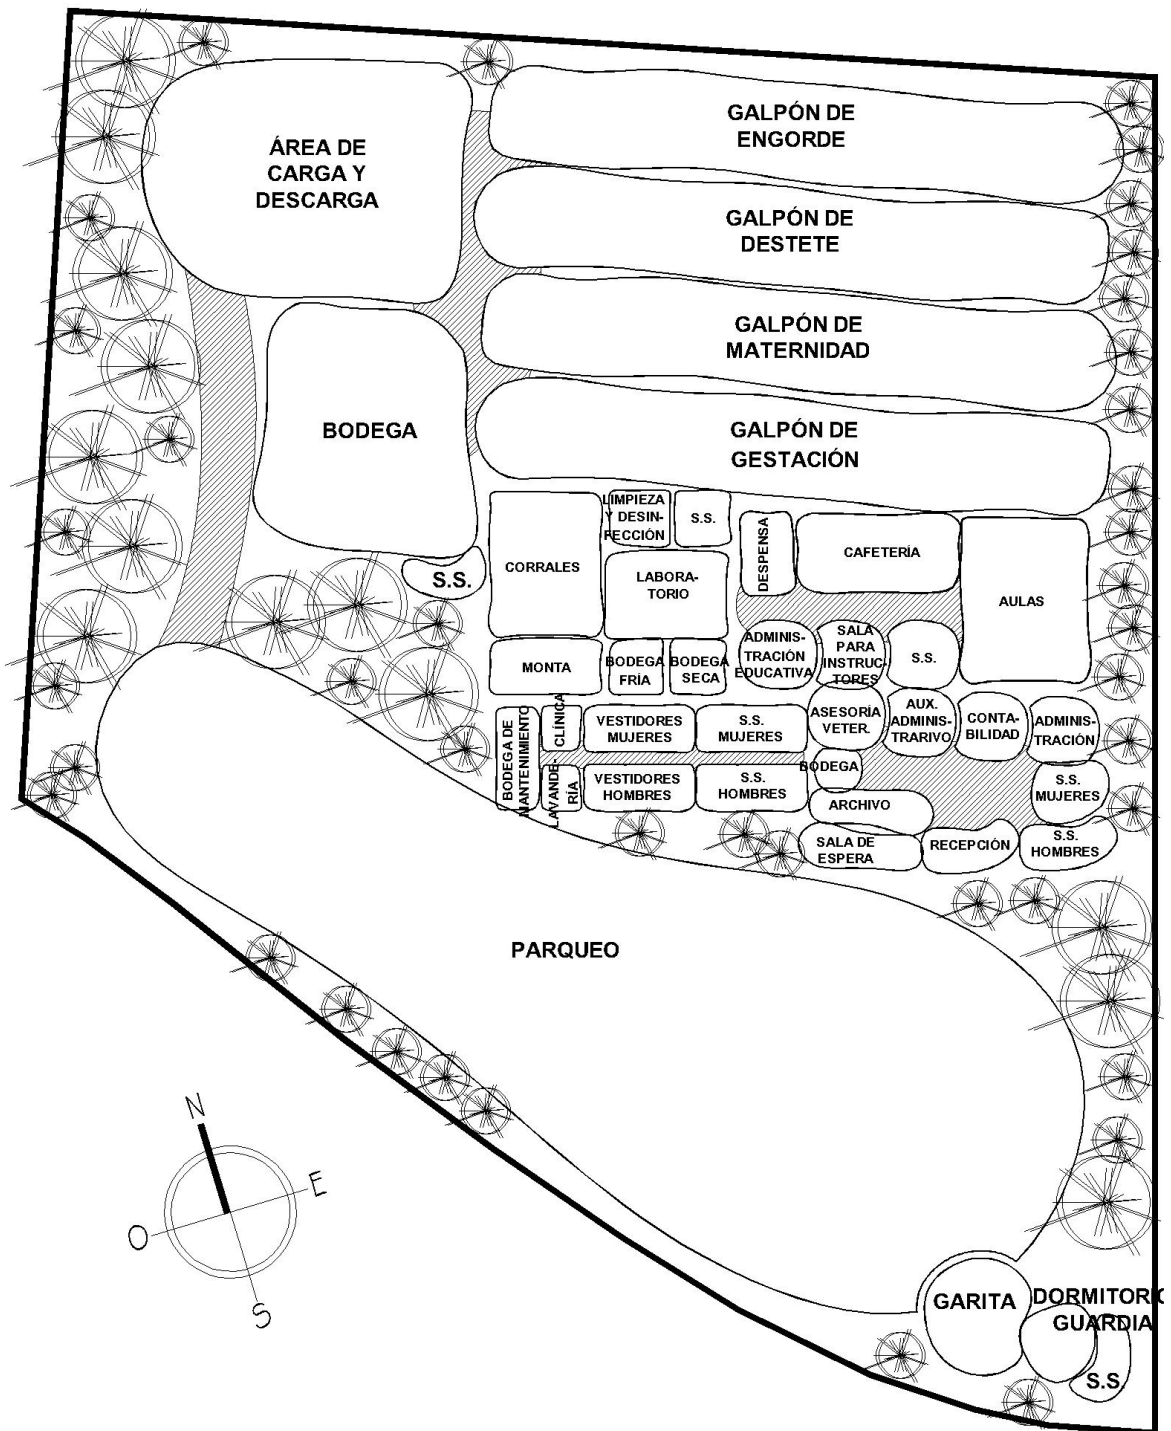 GALPÓN DE
ENGORDE
ÁREA DE
CARGA Y
DESCARGA
GALPÓN DE
DESTETE
GALPÓN DE
MATERNIDAD
BODEGA
GALPÓN DE
GESTACIÓN
LIMPIEZA
Y DESIN-
FECCIÓN
S.S.
DESPENSA
CAFETERÍA
CORRALES
S.S.
LABORA-
TORIO
AULAS
MONTA
BODEGA
FRÍA
BODEGA
SECA
ADMINIS-
TRACIÓN
EDUCATIVA
SALA
PARA
INSTRUC-
TORES
S.S.
BODEGA DE
MANTENIMIENTO
CLÍNICA
VESTIDORES
MUJERES
S.S.
MUJERES
ASESORÍA
VETER.
AUX.
ADMINIS-
TRARIVO
CONTA-
BILIDAD
ADMINIS-
TRACIÓN
LAVANDE-
RÍA
VESTIDORES
HOMBRES
S.S.
HOMBRES
BODEGA
ARCHIVO
S.S.
MUJERES
SALA DE
ESPERA
RECEPCIÓN
S.S.
HOMBRES
PARQUEO
N
E
O
S
GARITA
DORMITORIO
GUARDIA
S.S.